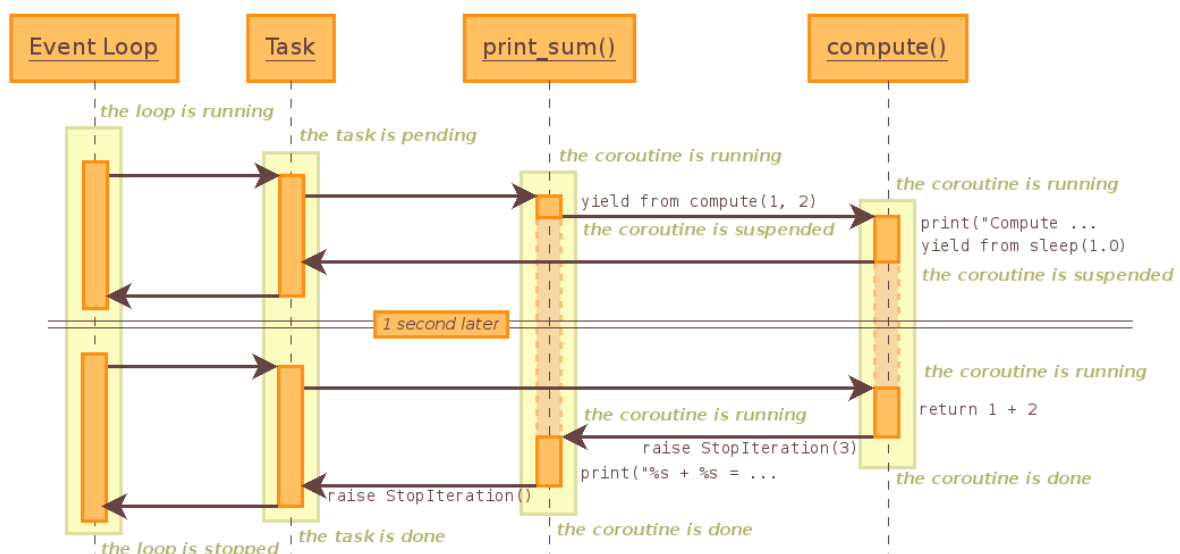 Event Loop
Task
print_sum()
compute()
the loop is running
the task is pending
the coroutine is running
the coroutine is running
yield from compute(1, 2)
print("Compute ...
the coroutine is suspended
yield from sleep(1.0)
the coroutine is suspended
1 second later
the coroutine is running
return 1 + 2
the coroutine is running
raise StopIteration(3)
print("%s + %s = ...
the coroutine is done
raise StopIteration()
the coroutine is done
the task is done
the loop is stopped